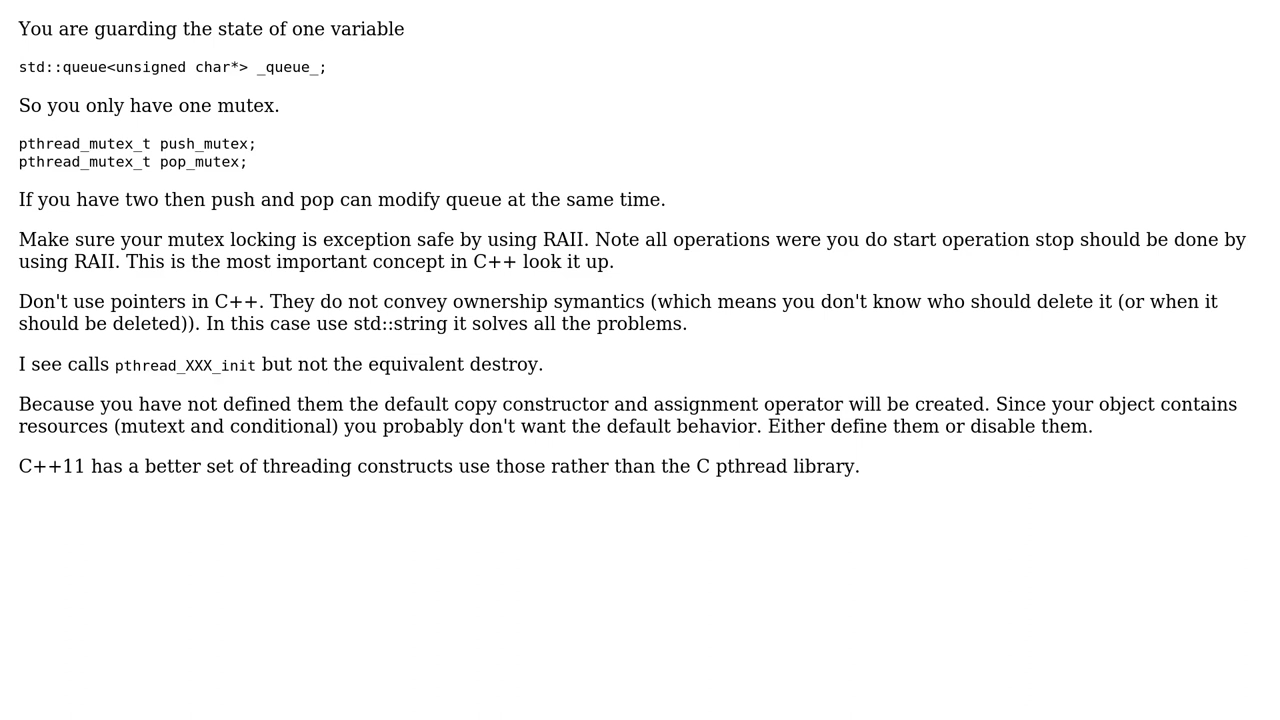 You are guarding the state of one variable
std::queue<unsigned char*> _queue_;
So you only have one mutex.
pthread_mutex_t push_mutex;
pthread_mutex_t pop_mutex;
If you have two then push and pop can modify queue at the same time.
Make sure your mutex locking is exception safe by using RAII. Note all operations were you do start operation stop should be done by
using RAII. This is the most important concept in C++ look it up.
Don't use pointers in C++. They do not convey ownership symantics (which means you don't know who should delete it (or when it
should be deleted)). In this case use std::string it solves all the problems.
I see calls pthread_XXX_init but not the equivalent destroy.
Because you have not defined them the default copy constructor and assignment operator will be created. Since your object contains
resources (mutext and conditional) you probably don't want the default behavior. Either define them or disable them.
C++11 has a better set of threading constructs use those rather than the C pthread library.